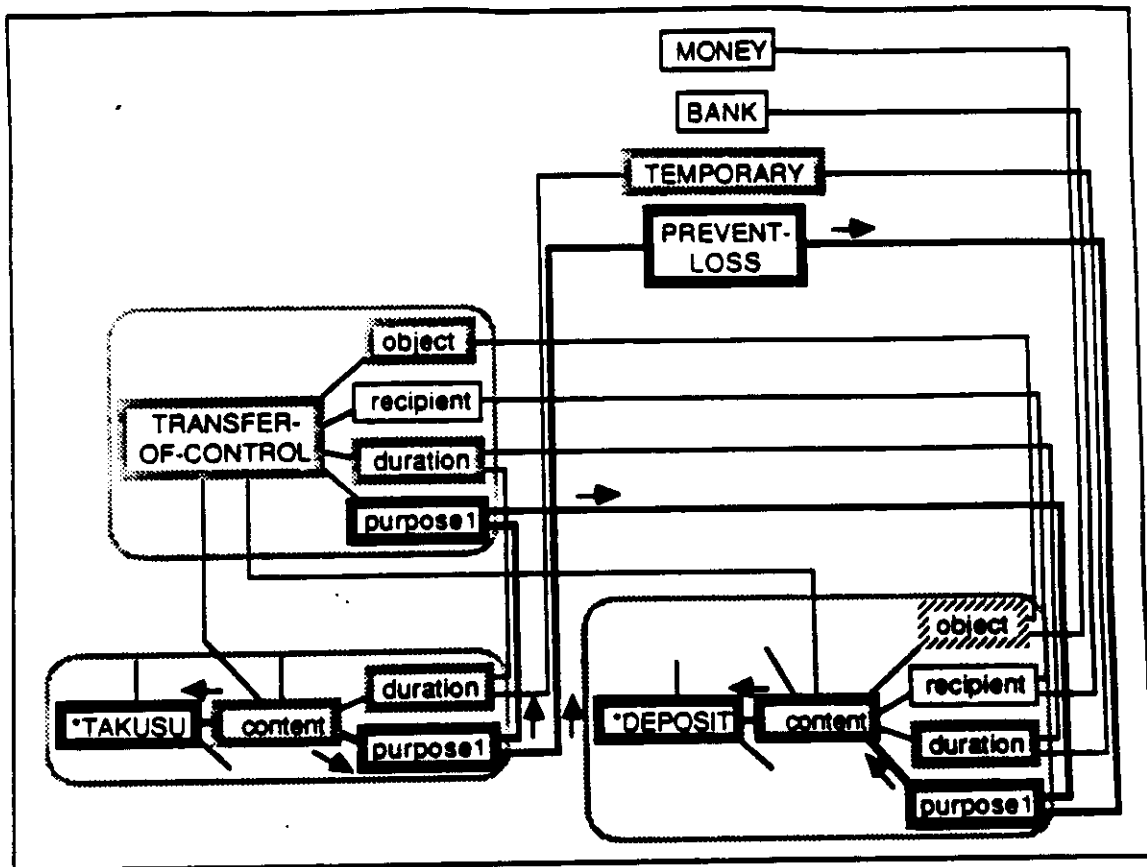 MONEY
BANK
TEMPORARY
PREVENT-
LOSS
object
recipient
TRANSFER-
OF-CONTROL
duration
purpose1
*TAKUSU
content
duration
purpose1
*DEPOSIT
content
object
recipient
duration
purpose1